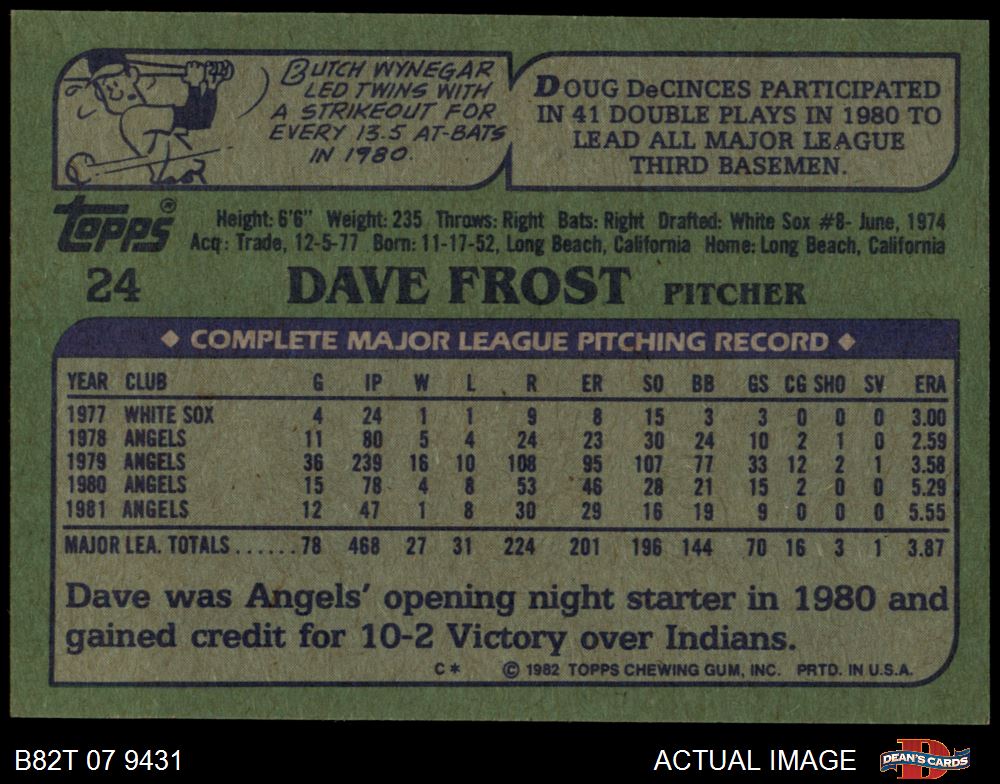 BUTCH WYNEGAR
LED TWINS WITH
A STRIKEOUT FOR
EVERY 13.5 AT-BATS
IN 1980.
DOUG DeCINCES PARTICIPATED
IN 41 DOUBLE PLAYS IN 1980 TO
LEAD ALL MAJOR LEAGUE
THIRD BASEMEN.
topps®
Height: 6'6" Weight: 235 Throws: Right Bats: Right Drafted: White Sox #8- June, 1974
Acq: Trade, 12-5-77 Born: 11-17-52, Long Beach, California Home: Long Beach, California
24 DAVE FROST PITCHER
◆ COMPLETE MAJOR LEAGUE PITCHING RECORD ◆
YEAR CLUB G IP W L R ER SO BB GS CG SHO SV ERA
1977 WHITE SOX 4 24 1 1 9 8 15 3 3 0 0 0 3.00
1978 ANGELS 11 80 5 4 24 23 30 24 10 2 1 0 2.59
1979 ANGELS 36 239 16 10 108 95 107 77 33 12 2 1 3.58
1980 ANGELS 15 78 4 8 53 46 28 21 15 2 0 0 5.29
1981 ANGELS 12 47 1 8 30 29 16 19 9 0 0 0 5.55
MAJOR LEA. TOTALS ......78 468 27 31 224 201 196 144 70 16 3 1 3.87
Dave was Angels' opening night starter in 1980 and
gained credit for 10-2 Victory over Indians.
C* © 1982 TOPPS CHEWING GUM, INC. PRTD. IN U.S.A.
B82T 07 9431 ACTUAL IMAGE D DEAN'S CARDS